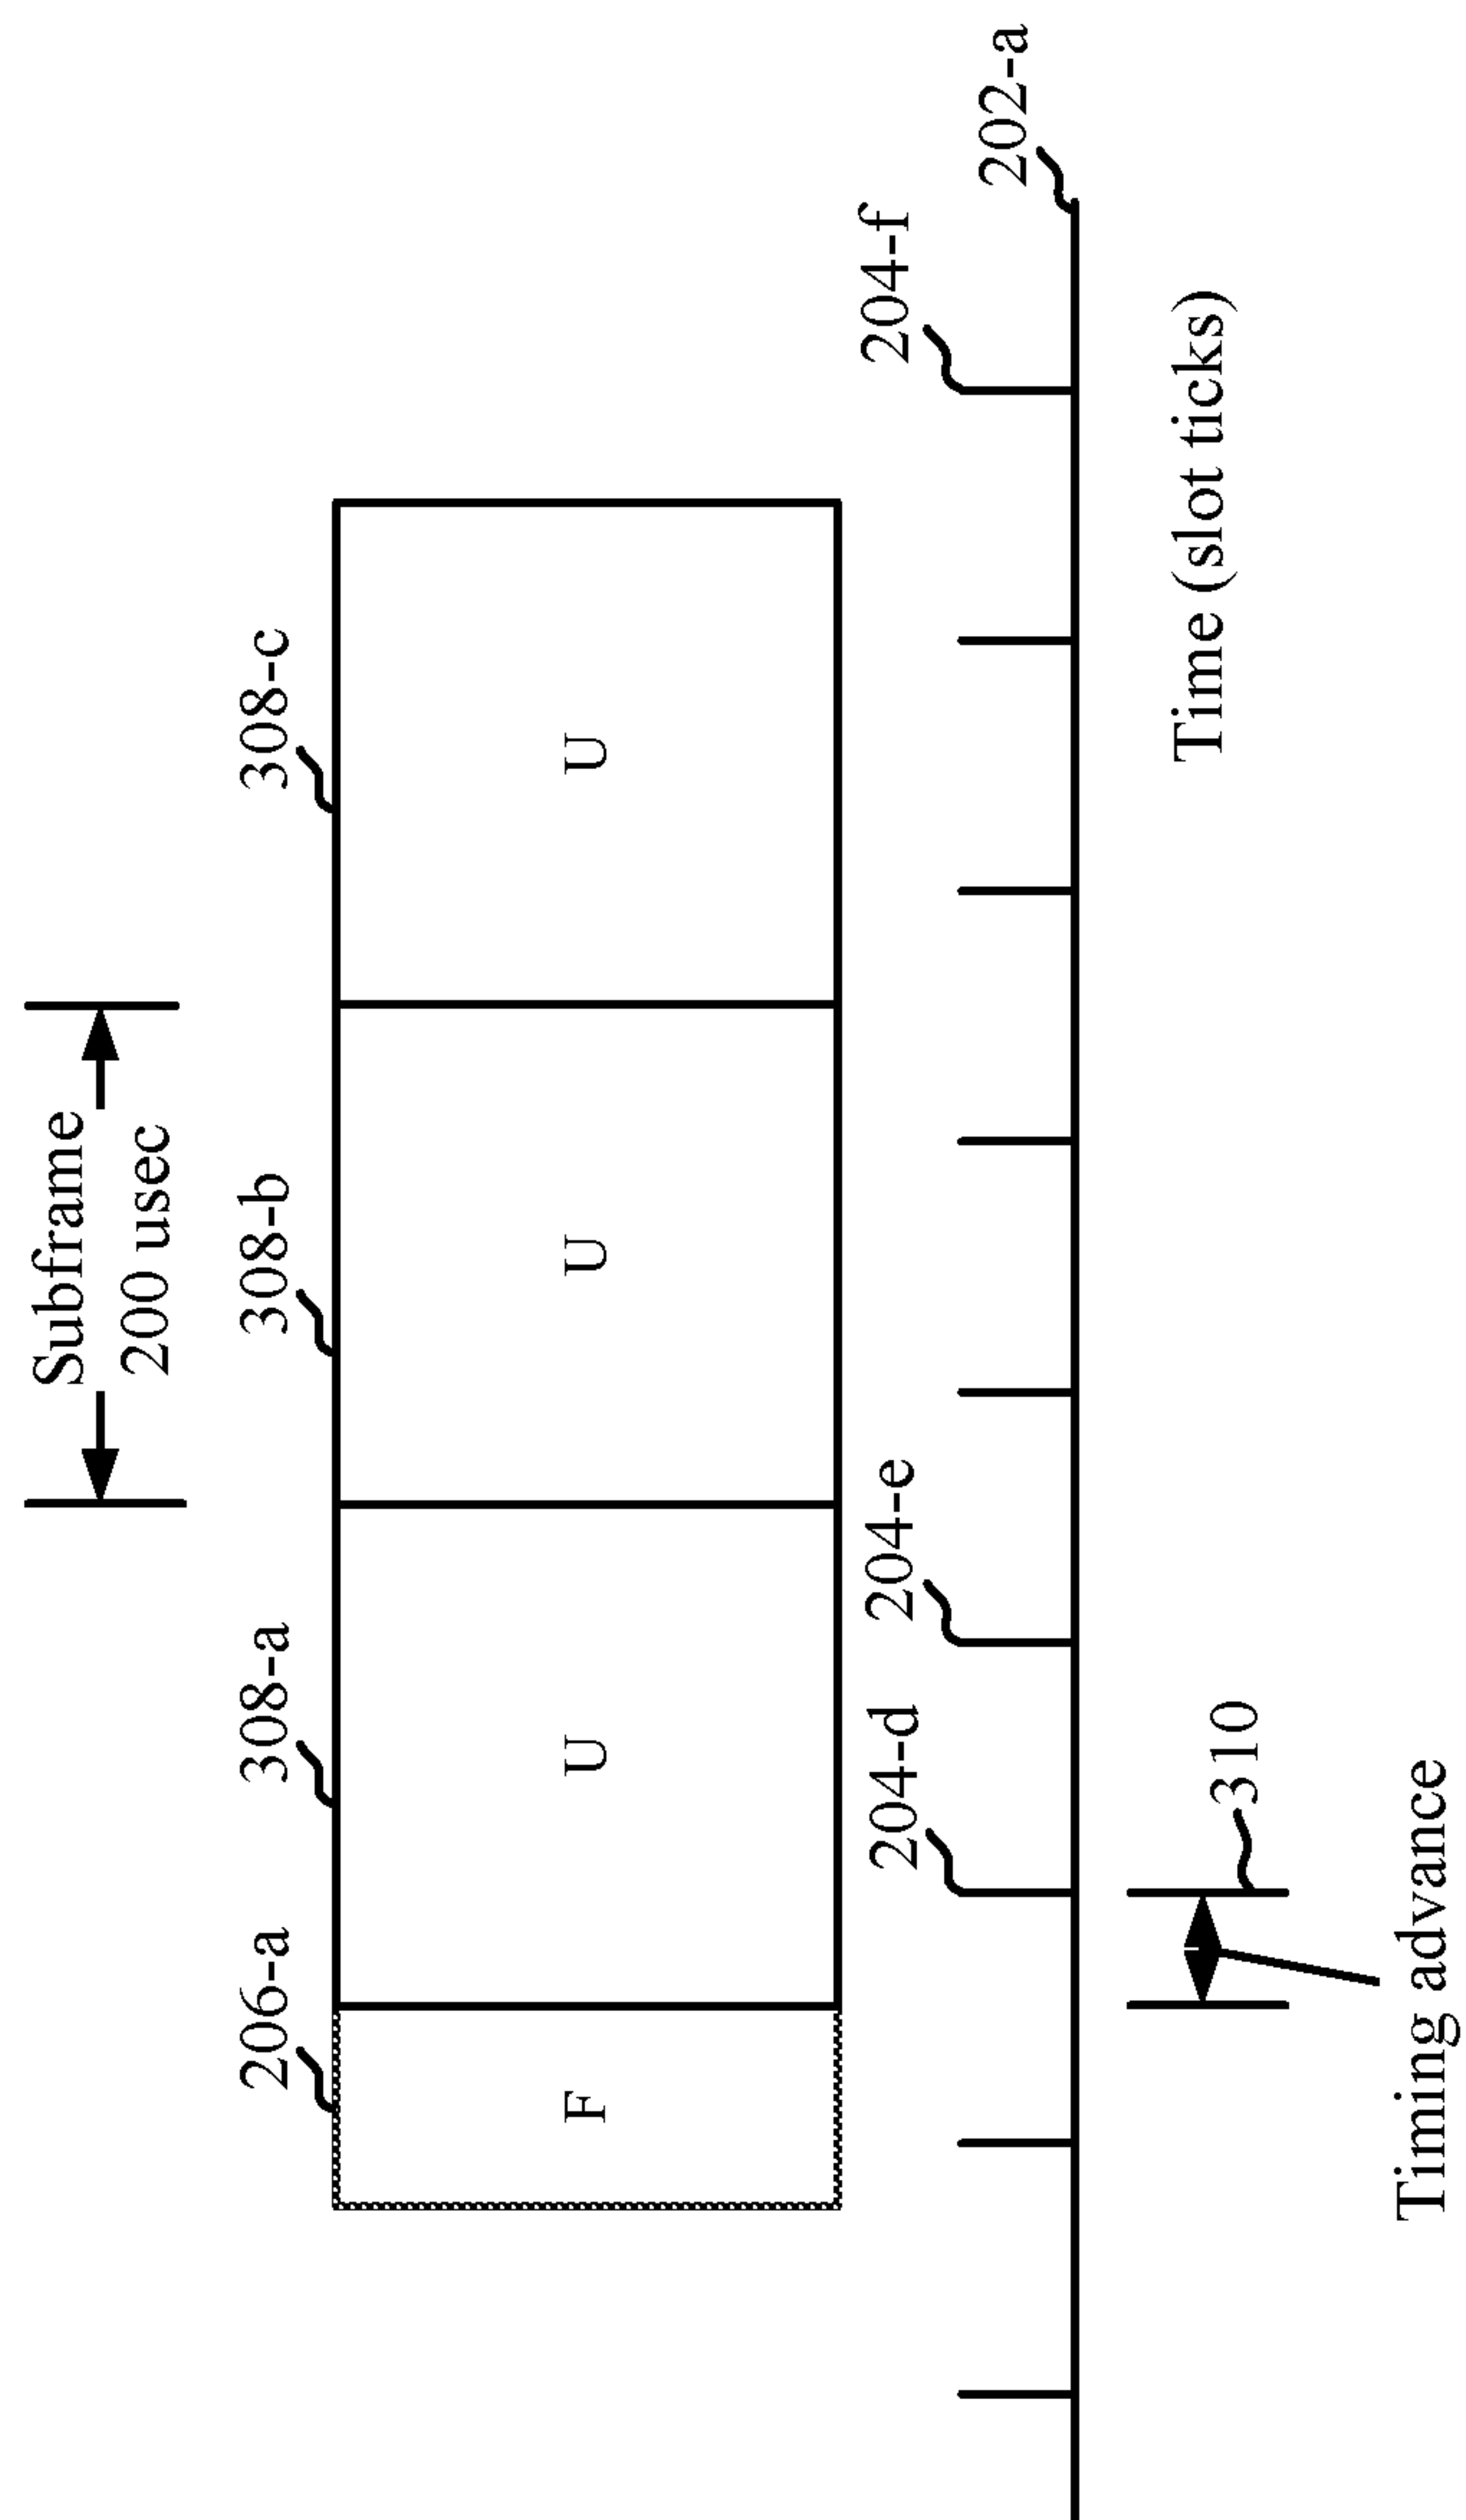 Subframe
200 usec
206-a
308-a
308-b
308-c
F
U
U
U
204-d
204-e
204-f
202-a
310
Time (slot ticks)
Timing advance